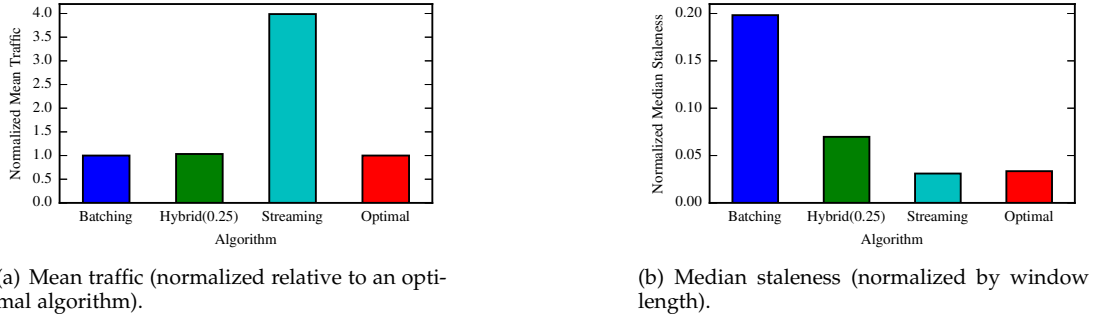 4.0
3.5
3.0
2.5
2.0
1.5
1.0
0.5
0.0
Normalized Mean Traffic
Batching Hybrid(0.25) Streaming Optimal
Algorithm
(a) Mean traffic (normalized relative to an opti-
mal algorithm).
0.20
0.15
0.10
0.05
0.00
Normalized Median Staleness
Batching Hybrid(0.25) Streaming Optimal
Algorithm
(b) Median staleness (normalized by window
length).